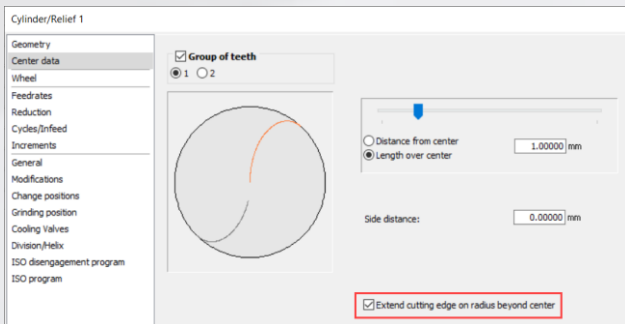 Cylinder/Relief 1
Geometry
Center data
Wheel
Feedrates
Reduction
Cycles/Infeed
Increments
General
Modifications
Change positions
Grinding position
Cooling Valves
Division/Helix
ISO disengagement program
ISO program
Group of teeth
1 2
Distance from center
Length over center
1.00000 mm
Side distance: 0.00000 mm
Extend cutting edge on radius beyond center